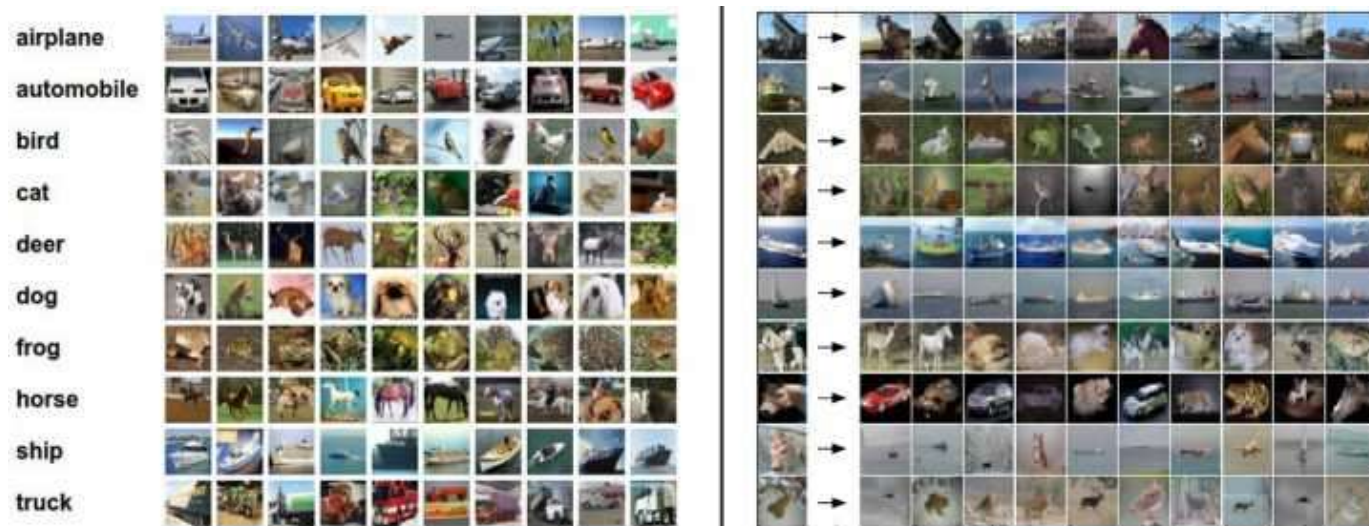 airplane
automobile
bird
cat
deer
dog
frog
horse
ship
truck